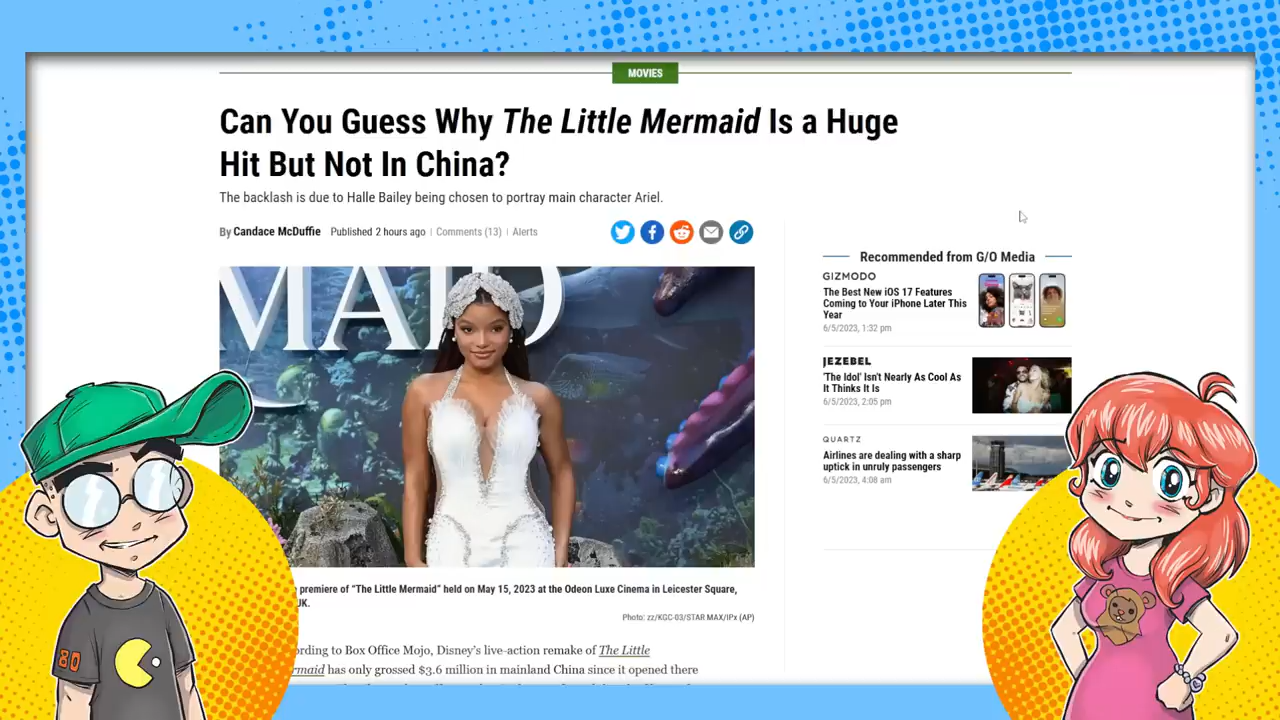 MOVIES
Can You Guess Why The Little Mermaid Is a Huge
Hit But Not In China?
The backlash is due to Halle Bailey being chosen to portray main character Ariel.
By Candace McDuffie Published 2 hours ago Comments (13) Alerts
MAID
premiere of "The Little Mermaid" held on May 15, 2023 at the Odeon Luxe Cinema in Leicester Square,
UK.
Photo: zz/KGC-03/STAR MAX/IPx (AP)
ording to Box Office Mojo, Disney's live-action remake of The Little
rmaid has only grossed $3.6 million in mainland China since it opened there
Recommended from G/O Media
GIZMODO
The Best New iOS 17 Features
Coming to Your iPhone Later This
Year
6/5/2023, 1:32 pm
JEZEBEL
'The Idol' Isn't Nearly As Cool As
It Thinks It Is
6/5/2023, 2:05 pm
QUARTZ
Airlines are dealing with a sharp
uptick in unruly passengers
6/5/2023, 4:08 am
80